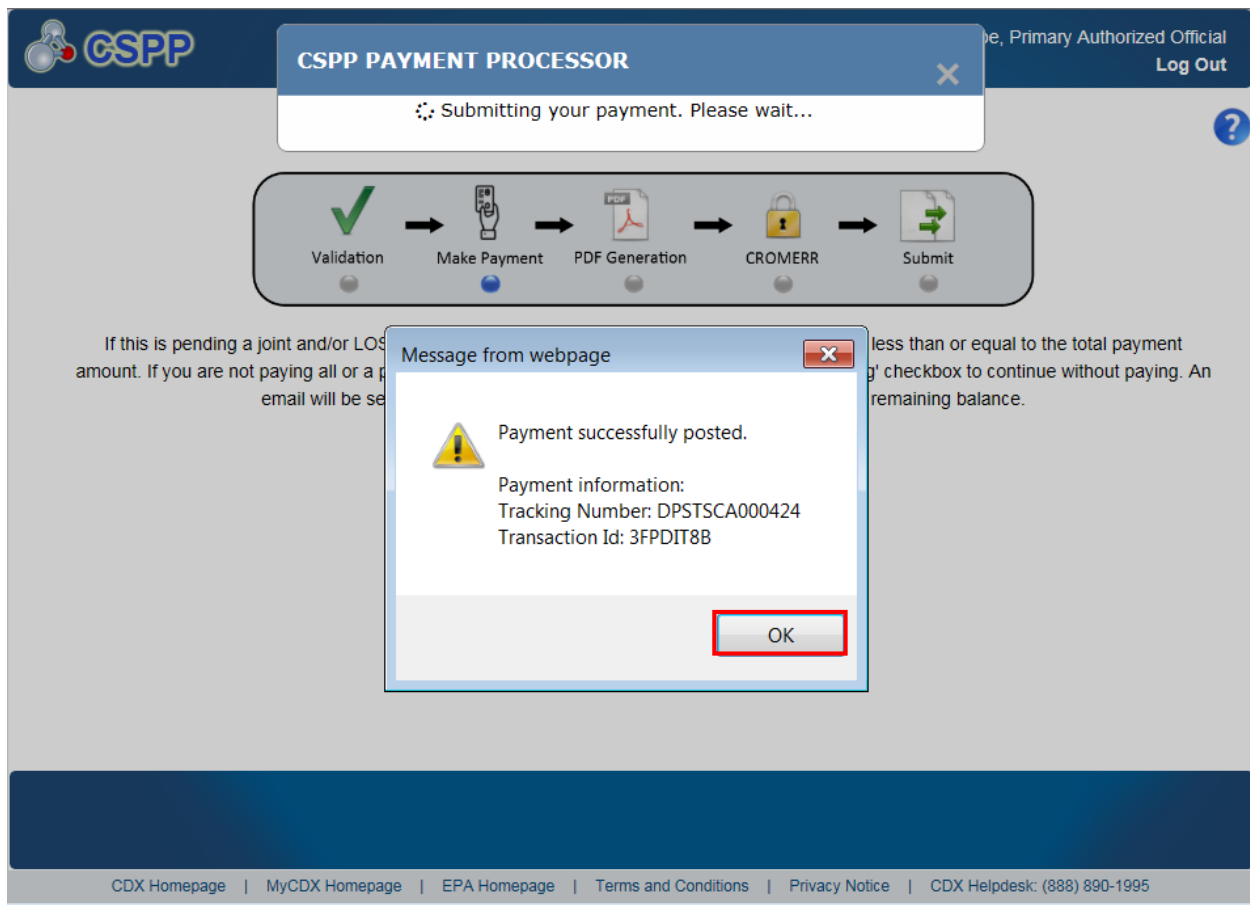 CSPP
CSPP PAYMENT PROCESSOR
Primary Authorized Official
Log Out
Submitting your payment. Please wait...
?
PDF
Validation
Make Payment
PDF Generation
CROMERR
Submit
If this is pending a joint and/or LOS less than or equal to the total payment
amount. If you are not paying all or a checkbox to continue without paying. An
email will be remaining balance.
Message from webpage
Payment successfully posted.
Payment information:
Tracking Number: DPSTSCA000424
Transaction Id: 3FPDIT8B
OK
CDX Homepage | MyCDX Homepage | EPA Homepage | Terms and Conditions | Privacy Notice | CDX Helpdesk: (888) 890-1995